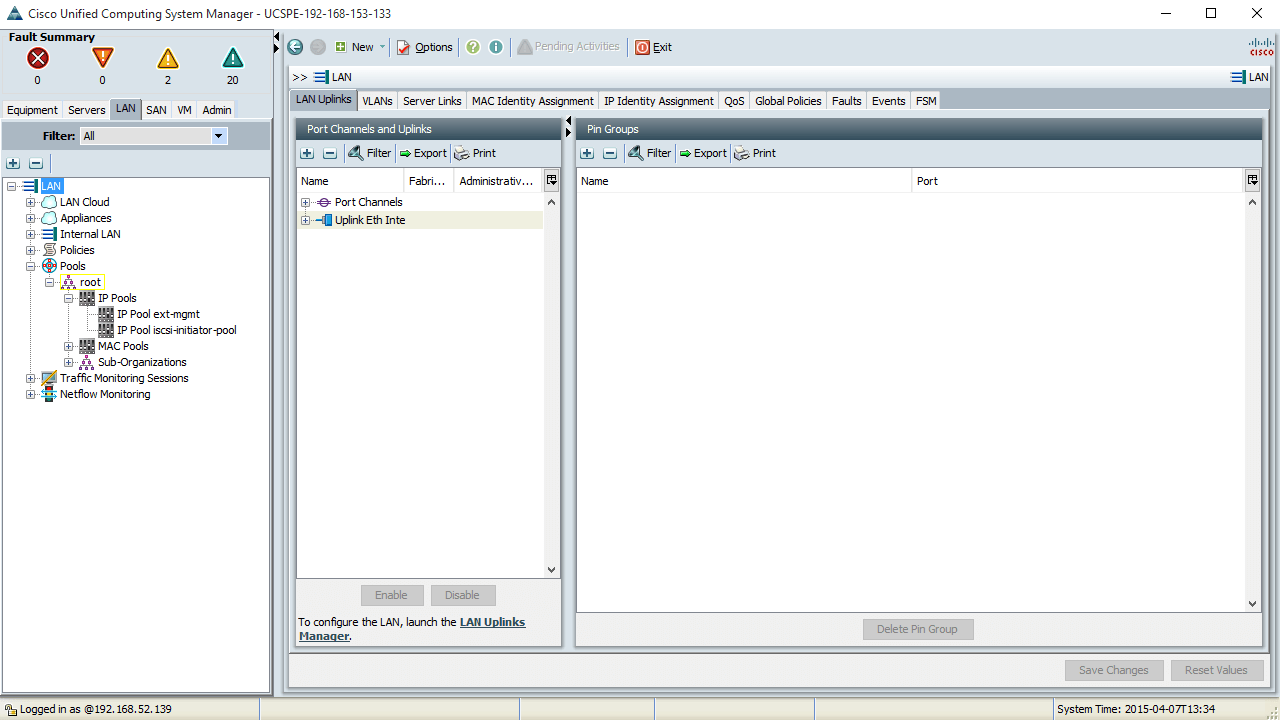 Cisco Unified Computing System Manager - UCSPE-192-168-153-133
Fault Summary
0 0 2 20
New Options ? i Pending Activities Exit
CISCO
>> LAN LAN
Equipment Servers LAN SAN VM Admin
Filter: All
LAN Uplinks VLANs Server Links MAC Identity Assignment IP Identity Assignment QoS Global Policies Faults Events FSM
LAN
LAN Cloud
Appliances
Internal LAN
Policies
Pools
root
IP Pools
IP Pool ext-mgmt
IP Pool iscsi-initiator-pool
MAC Pools
Sub-Organizations
Traffic Monitoring Sessions
Netflow Monitoring
Port Channels and Uplinks
Filter Export Print
Name Fabri... Administrativ...
Port Channels
Uplink Eth Inte
Enable Disable
To configure the LAN, launch the LAN Uplinks
Manager.
Pin Groups
Filter Export Print
Name Port
Delete Pin Group
Save Changes Reset Values
Logged in as @192.168.52.139
System Time: 2015-04-07T13:34